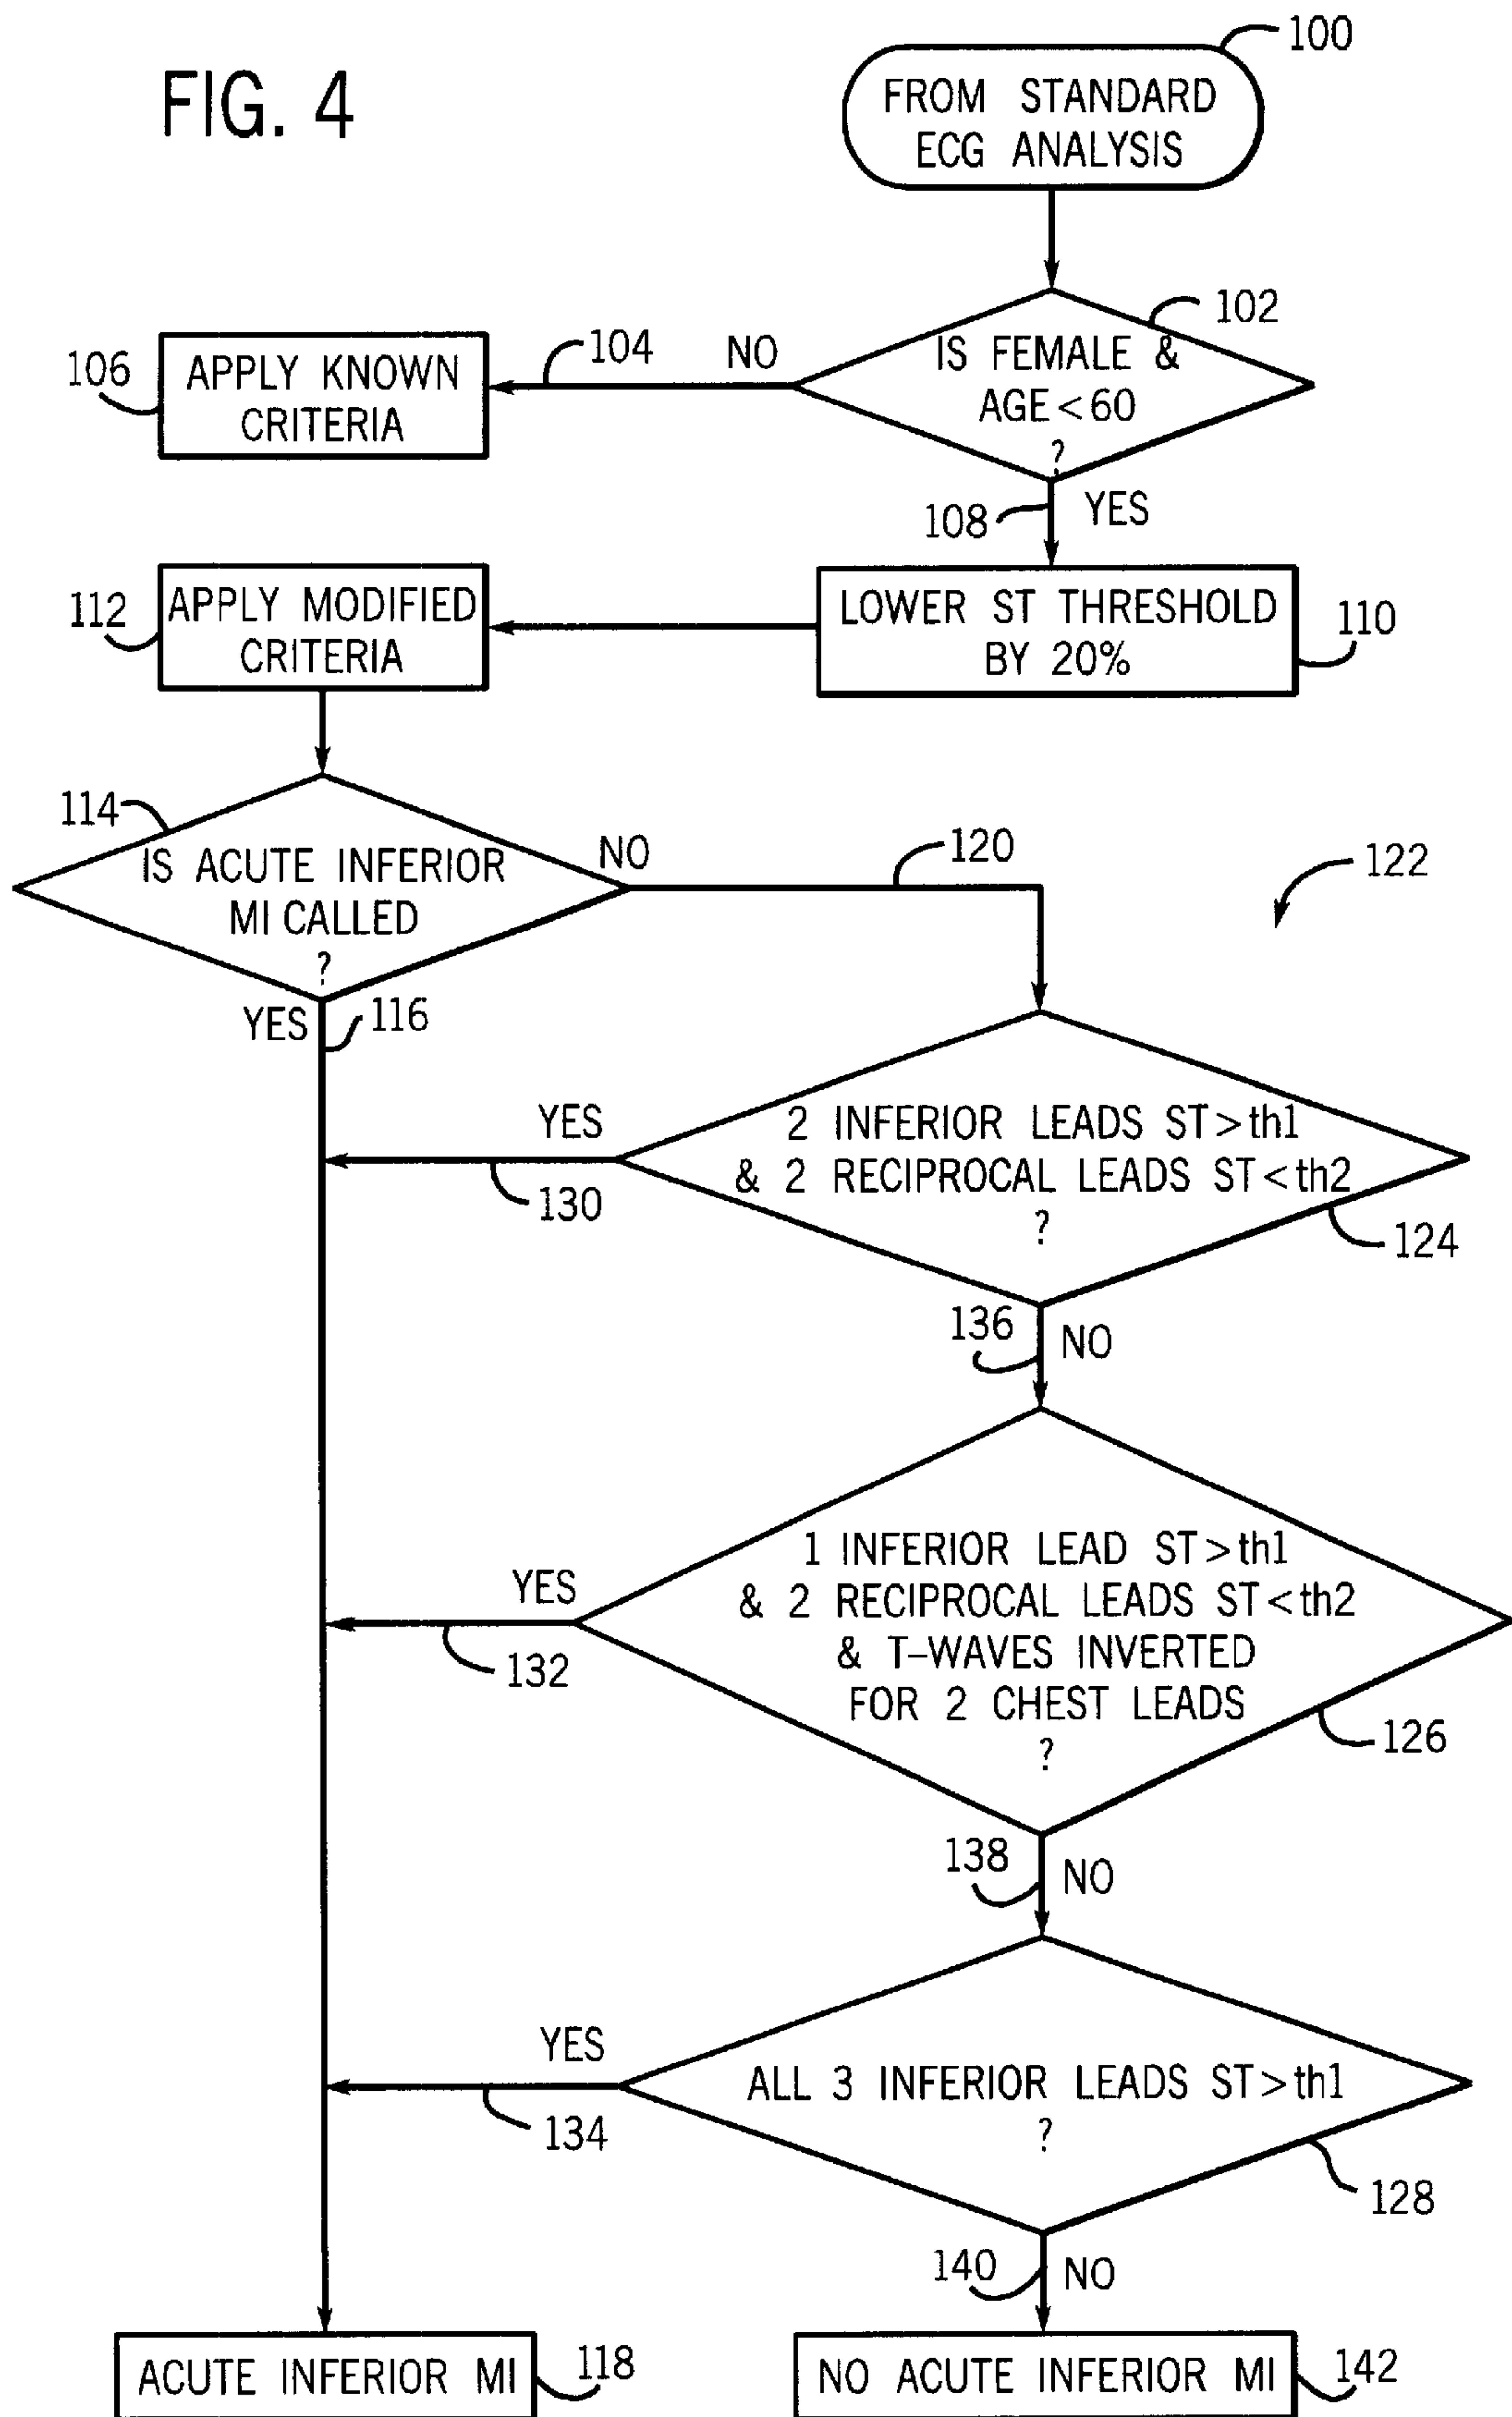 FIG. 4
100
FROM STANDARD
ECG ANALYSIS
102
IS FEMALE &
AGE<60
?
NO
104
106
APPLY KNOWN
CRITERIA
108
YES
LOWER ST THRESHOLD
BY 20%
110
112
APPLY MODIFIED
CRITERIA
114
IS ACUTE INFERIOR
MI CALLED
?
NO
120
122
YES
116
2 INFERIOR LEADS ST>th1
& 2 RECIPROCAL LEADS ST<th2
?
124
YES
130
136
NO
1 INFERIOR LEAD ST>th1
& 2 RECIPROCAL LEADS ST<th2
& T-WAVES INVERTED
FOR 2 CHEST LEADS
?
126
YES
132
138
NO
ALL 3 INFERIOR LEADS ST>th1
?
128
YES
134
140
NO
ACUTE INFERIOR MI
118
NO ACUTE INFERIOR MI
142